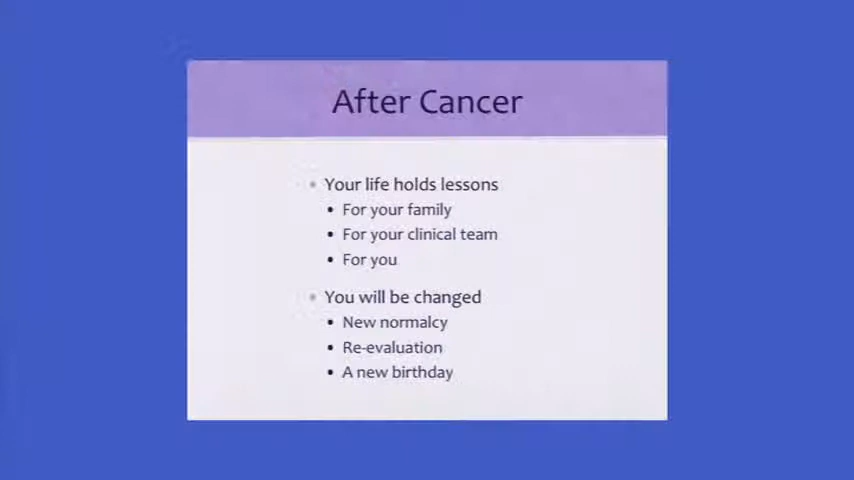 After Cancer
Your life holds lessons
For your family
For your clinical team
For you
You will be changed
New normalcy
Re-evaluation
A new birthday